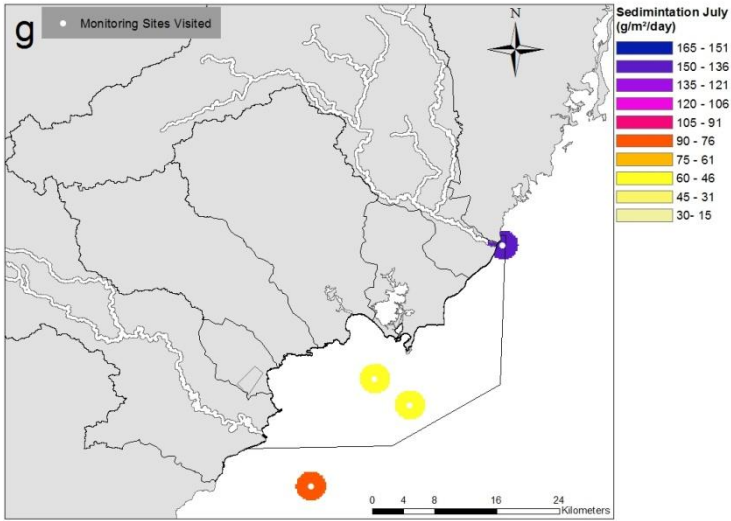 g
Monitoring Sites Visited
N
Sedimintation July
(g/m²/day)
165 - 151
150 - 136
135 - 121
120 - 106
105 - 91
90 - 76
75 - 61
60 - 46
45 - 31
30- 15
0 4 8 16 24
Kilometers